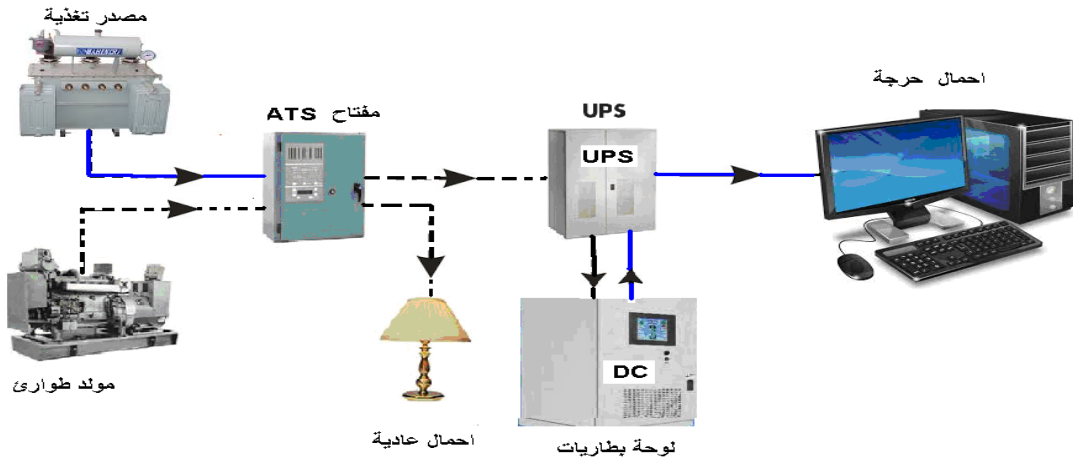 مصدر تغذية
احمال حرجة
مفتاح ATS
UPS
UPS
DC
مولد طوارئ
احمال عادية
لوحة بطاريات